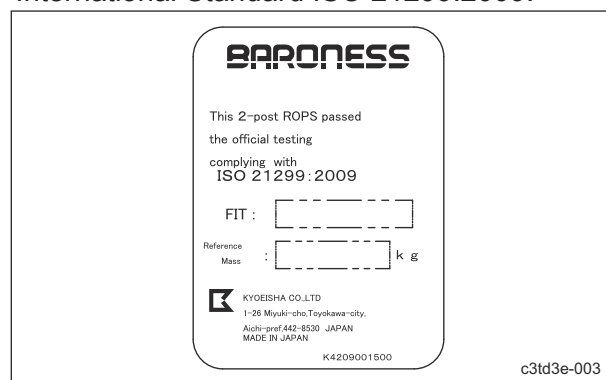 International Standard ISO 21299:2009.
BARONESS
This 2-post ROPS passed
the official testing
complying with
ISO 21299:2009
FIT :
Reference
Mass : k g
KYOEISHA CO.,LTD
1-26 Miyuki-cho,Toyokawa-city,
Aichi-pref,442-8530 JAPAN
MADE IN JAPAN
K4209001500
c3td3e-003